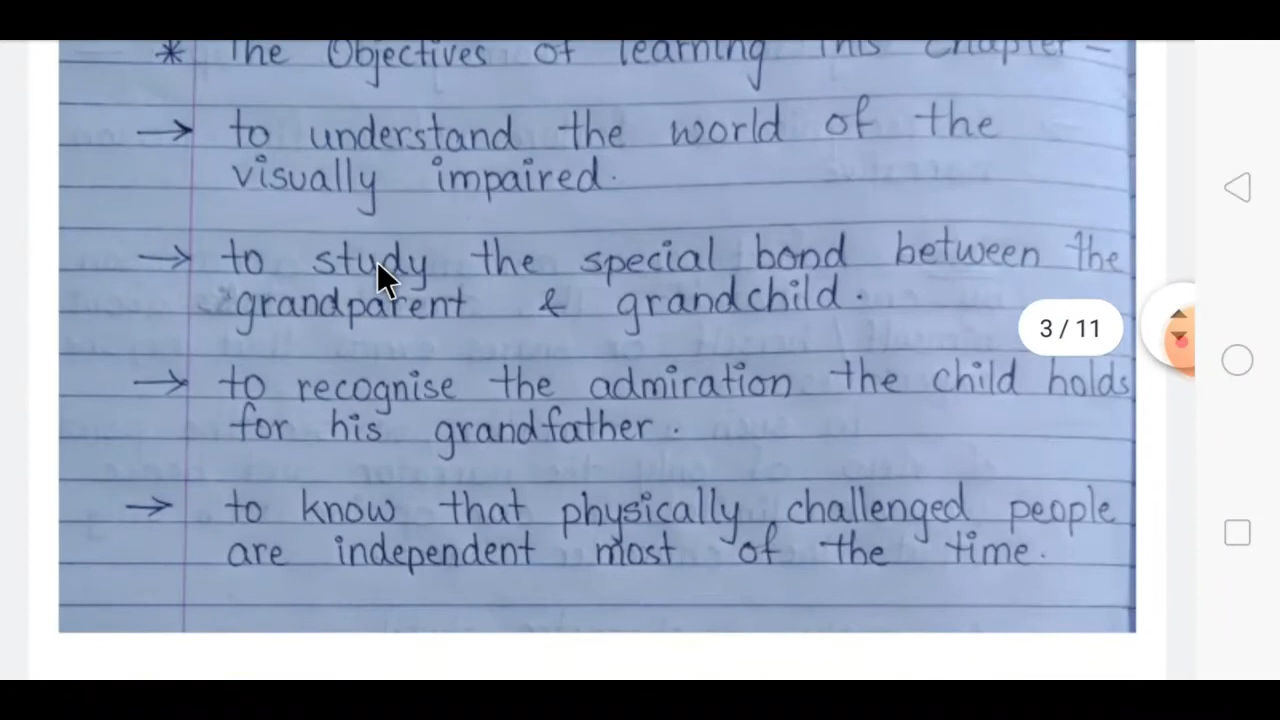 * The Objectives of learning This Chapter -
→ to understand the world of the
visually impaired.
→ to study the special bond between the
grandparent & grandchild.
3 / 11
→ to recognise the admiration the child holds
for his grandfather.
→ to know that physically challenged people
are independent most of the time.